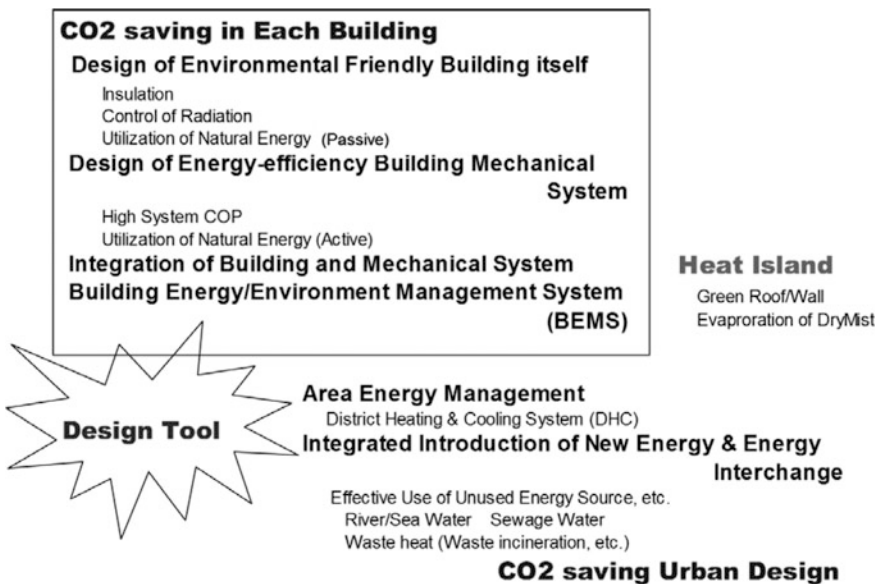 CO2 saving in Each Building
Design of Environmental Friendly Building itself
Insulation
Control of Radiation
Utilization of Natural Energy (Passive)
Design of Energy-efficiency Building Mechanical
System
High System COP
Utilization of Natural Energy (Active)
Integration of Building and Mechanical System
Building Energy/Environment Management System
(BEMS)
Heat Island
Green Roof/Wall
Evaproration of DryMist
Design Tool
Area Energy Management
District Heating & Cooling System (DHC)
Integrated Introduction of New Energy & Energy
Interchange
Effective Use of Unused Energy Source, etc.
River/Sea Water Sewage Water
Waste heat (Waste incineration, etc.)
CO2 saving Urban Design